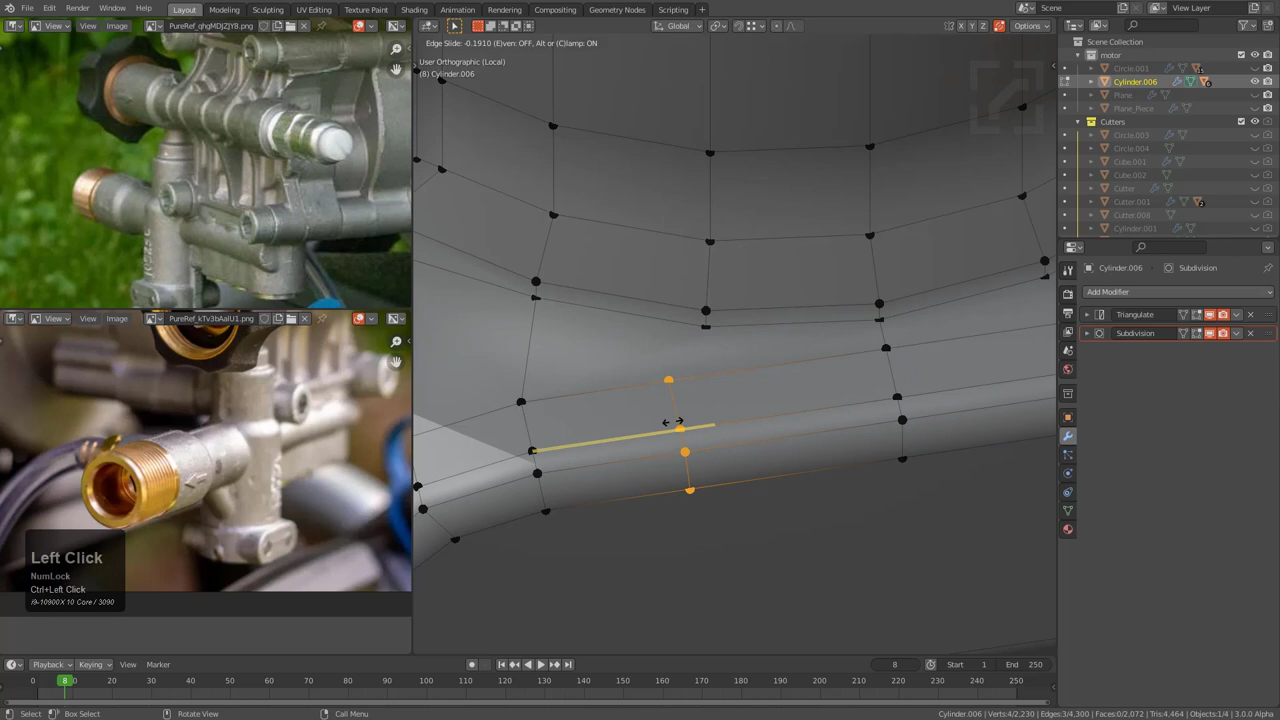 File Edit Render Window Help
Layout Modeling Sculpting UV Editing Texture Paint Shading Animation Rendering Compositing Geometry Nodes Scripting +
Scene
View Layer
View View Image PureRef_qhgMDJZJY8.png
Global X Y Z Options
Edge Slide: -0.1910 (E)ven: OFF, Alt or (C)lamp: ON
User Orthographic (Local)
(8) Cylinder.006
Scene Collection
motor
Circle.001
Cylinder.006
Plane
Plane_Piece
Cutters
Circle.003
Circle.004
Cube.001
Cube.002
Cutter
Cutter.001
Cutter.008
Cylinder.001
Cylinder.006 Subdivision
Add Modifier
Triangulate
Subdivision
View View Image PureRef_kTv3bAalU1.png
Left Click
NumLock
Ctrl+Left Click
i9-10900X 10 Core / 3090
Playback Keying View Marker
8 Start 1 End 250
0 8 20 30 40 50 60 70 80 90 100 110 120 130 140 150 160 170 180 190 200 210 220 230 240 250
Select Box Select Rotate View Call Menu
Cylinder.006 | Verts:4/2,230 | Edges:3/4,300 | Faces:0/2,072 | Tris:4,464 | Objects:1/4 | 3.0.0 Alpha